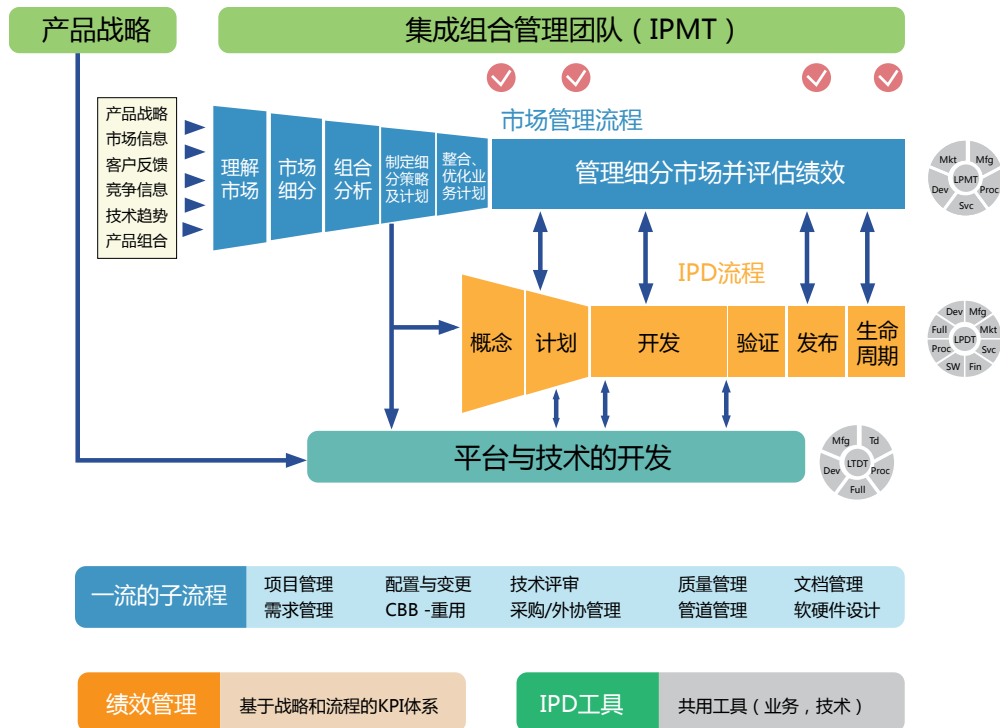 产品战略
集成组合管理团队（IPMT）
市场管理流程
产品战略
市场信息
客户反馈
竞争信息
技术趋势
产品组合
理解
市场
市场
细分
组合
分析
制定细
分策略
及计划
整合、
优化业
务计划
管理细分市场并评估绩效
Mkt
Mfg
LPMT
Dev
Proc
Svc
IPD流程
概念
计划
开发
验证
发布
生命
周期
Dev
Mfg
Full
Mkt
LPDT
Proc
Svc
SW
Fin
平台与技术的开发
Mfg
Td
LTDT
Dev
Proc
Full
一流的子流程
项目管理
配置与变更
技术评审
质量管理
文档管理
需求管理
CBB -重用
采购/外协管理
管道管理
软硬件设计
绩效管理
基于战略和流程的KPI体系
IPD工具
共用工具（业务，技术）